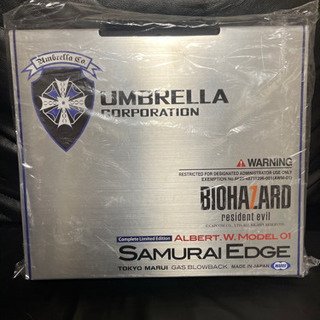 Umbrella Co.
UMBRELLA
CORPORATION
WARNING
RESTRICTED FOR DESIGNATED ADMINISTRATOR USE ONLY
BIOHAZARD
resident evil
Complete Limited Edition ALBERT. W. MODEL 01
SAMURAI EDGE
TOKYO MARUI GAS BLOWBACK MADE IN JAPAN